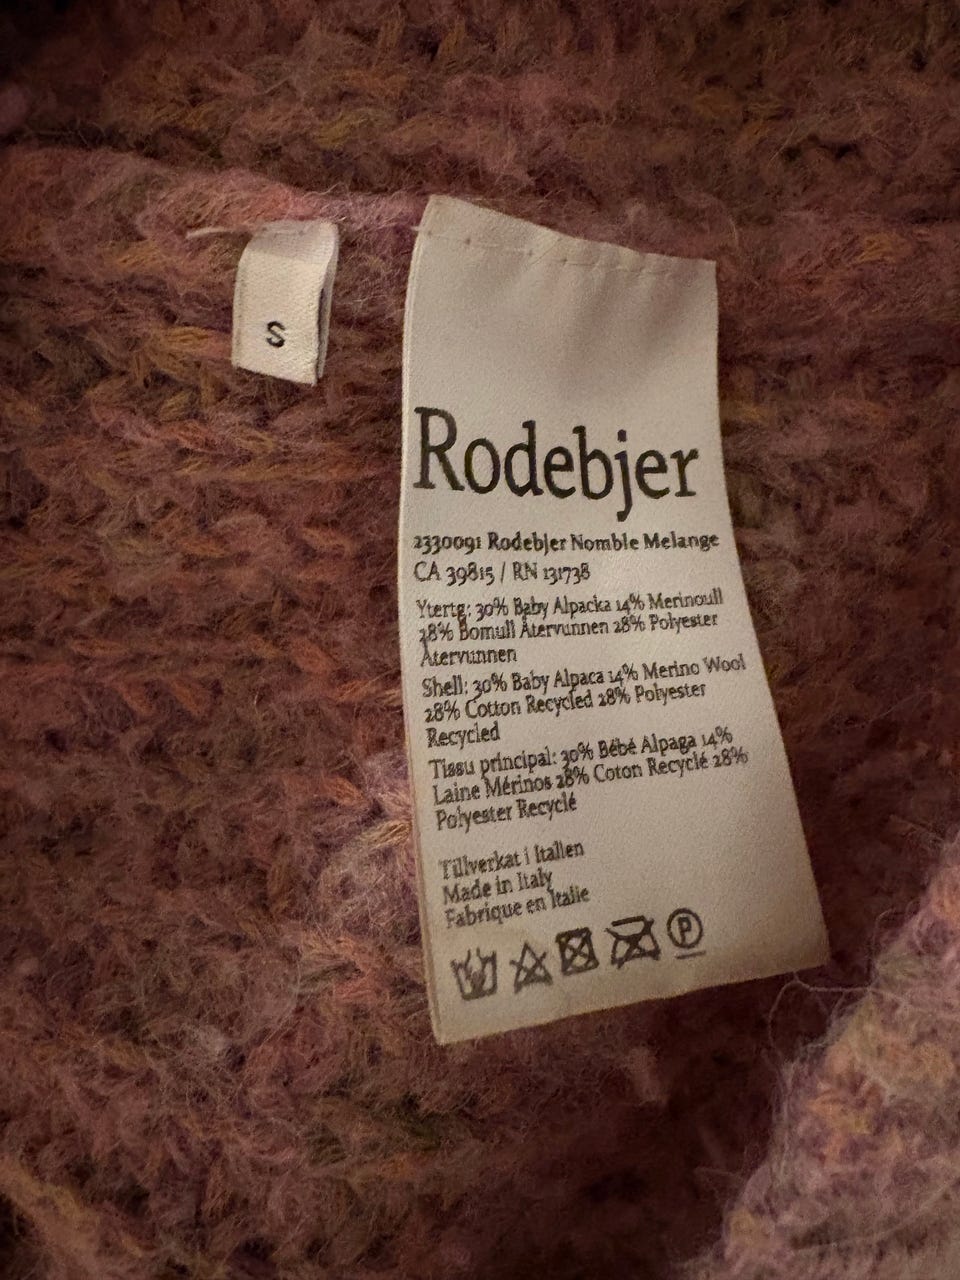 S
Rodebjer
2330091 Rodebjer Nomble Melange
CA 39815 / RN 131738
Ytertg: 30% Baby Alpacka 14% Merinoull
28% Bomull Återvunnen 28% Polyester
Återvunnen
Shell: 30% Baby Alpaca 14% Merino Wool
28% Cotton Recycled 28% Polyester
Recycled
Tissu principal: 30% Bébé Alpaga 14%
Laine Mérinos 28% Coton Recyclé 28%
Polyester Recyclé
Tillverkat i Italien
Made in Italy
Fabrique en Italie
P